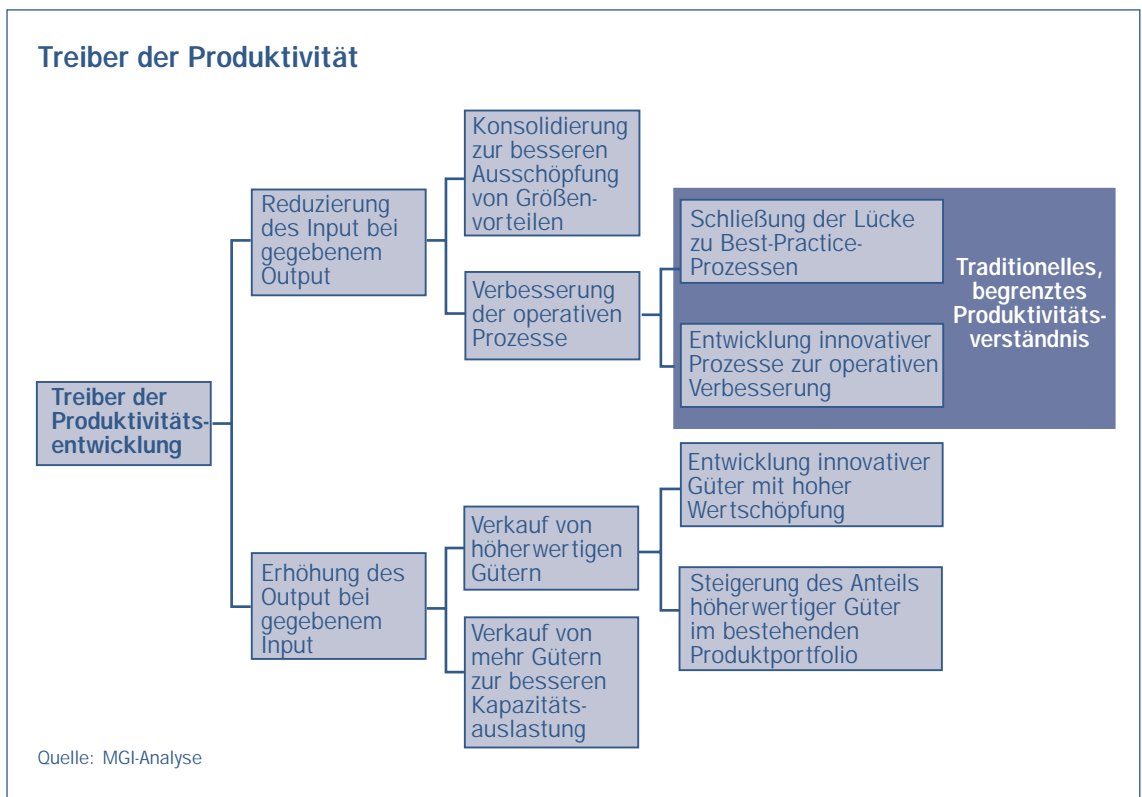 Treiber der Produktivität
Konsolidierung
zur besseren
Ausschöpfung
von Größen-
vorteilen
Reduzierung
des Input bei
gegebenem
Output
Schließung der Lücke
zu Best-Practice-
Prozessen
Traditionelles,
begrenztes
Produktivitäts-
verständnis
Verbesserung
der operativen
Prozesse
Entwicklung innovativer
Prozesse zur operativen
Verbesserung
Treiber der
Produktivitäts-
entwicklung
Entwicklung innovativer
Güter mit hoher
Wertschöpfung
Verkauf von
höherwertigen
Gütern
Erhöhung des
Output bei
gegebenem
Input
Steigerung des Anteils
höherwertiger Güter
im bestehenden
Produktportfolio
Verkauf von
mehr Gütern
zur besseren
Kapazitäts-
auslastung
Quelle: MGI-Analyse